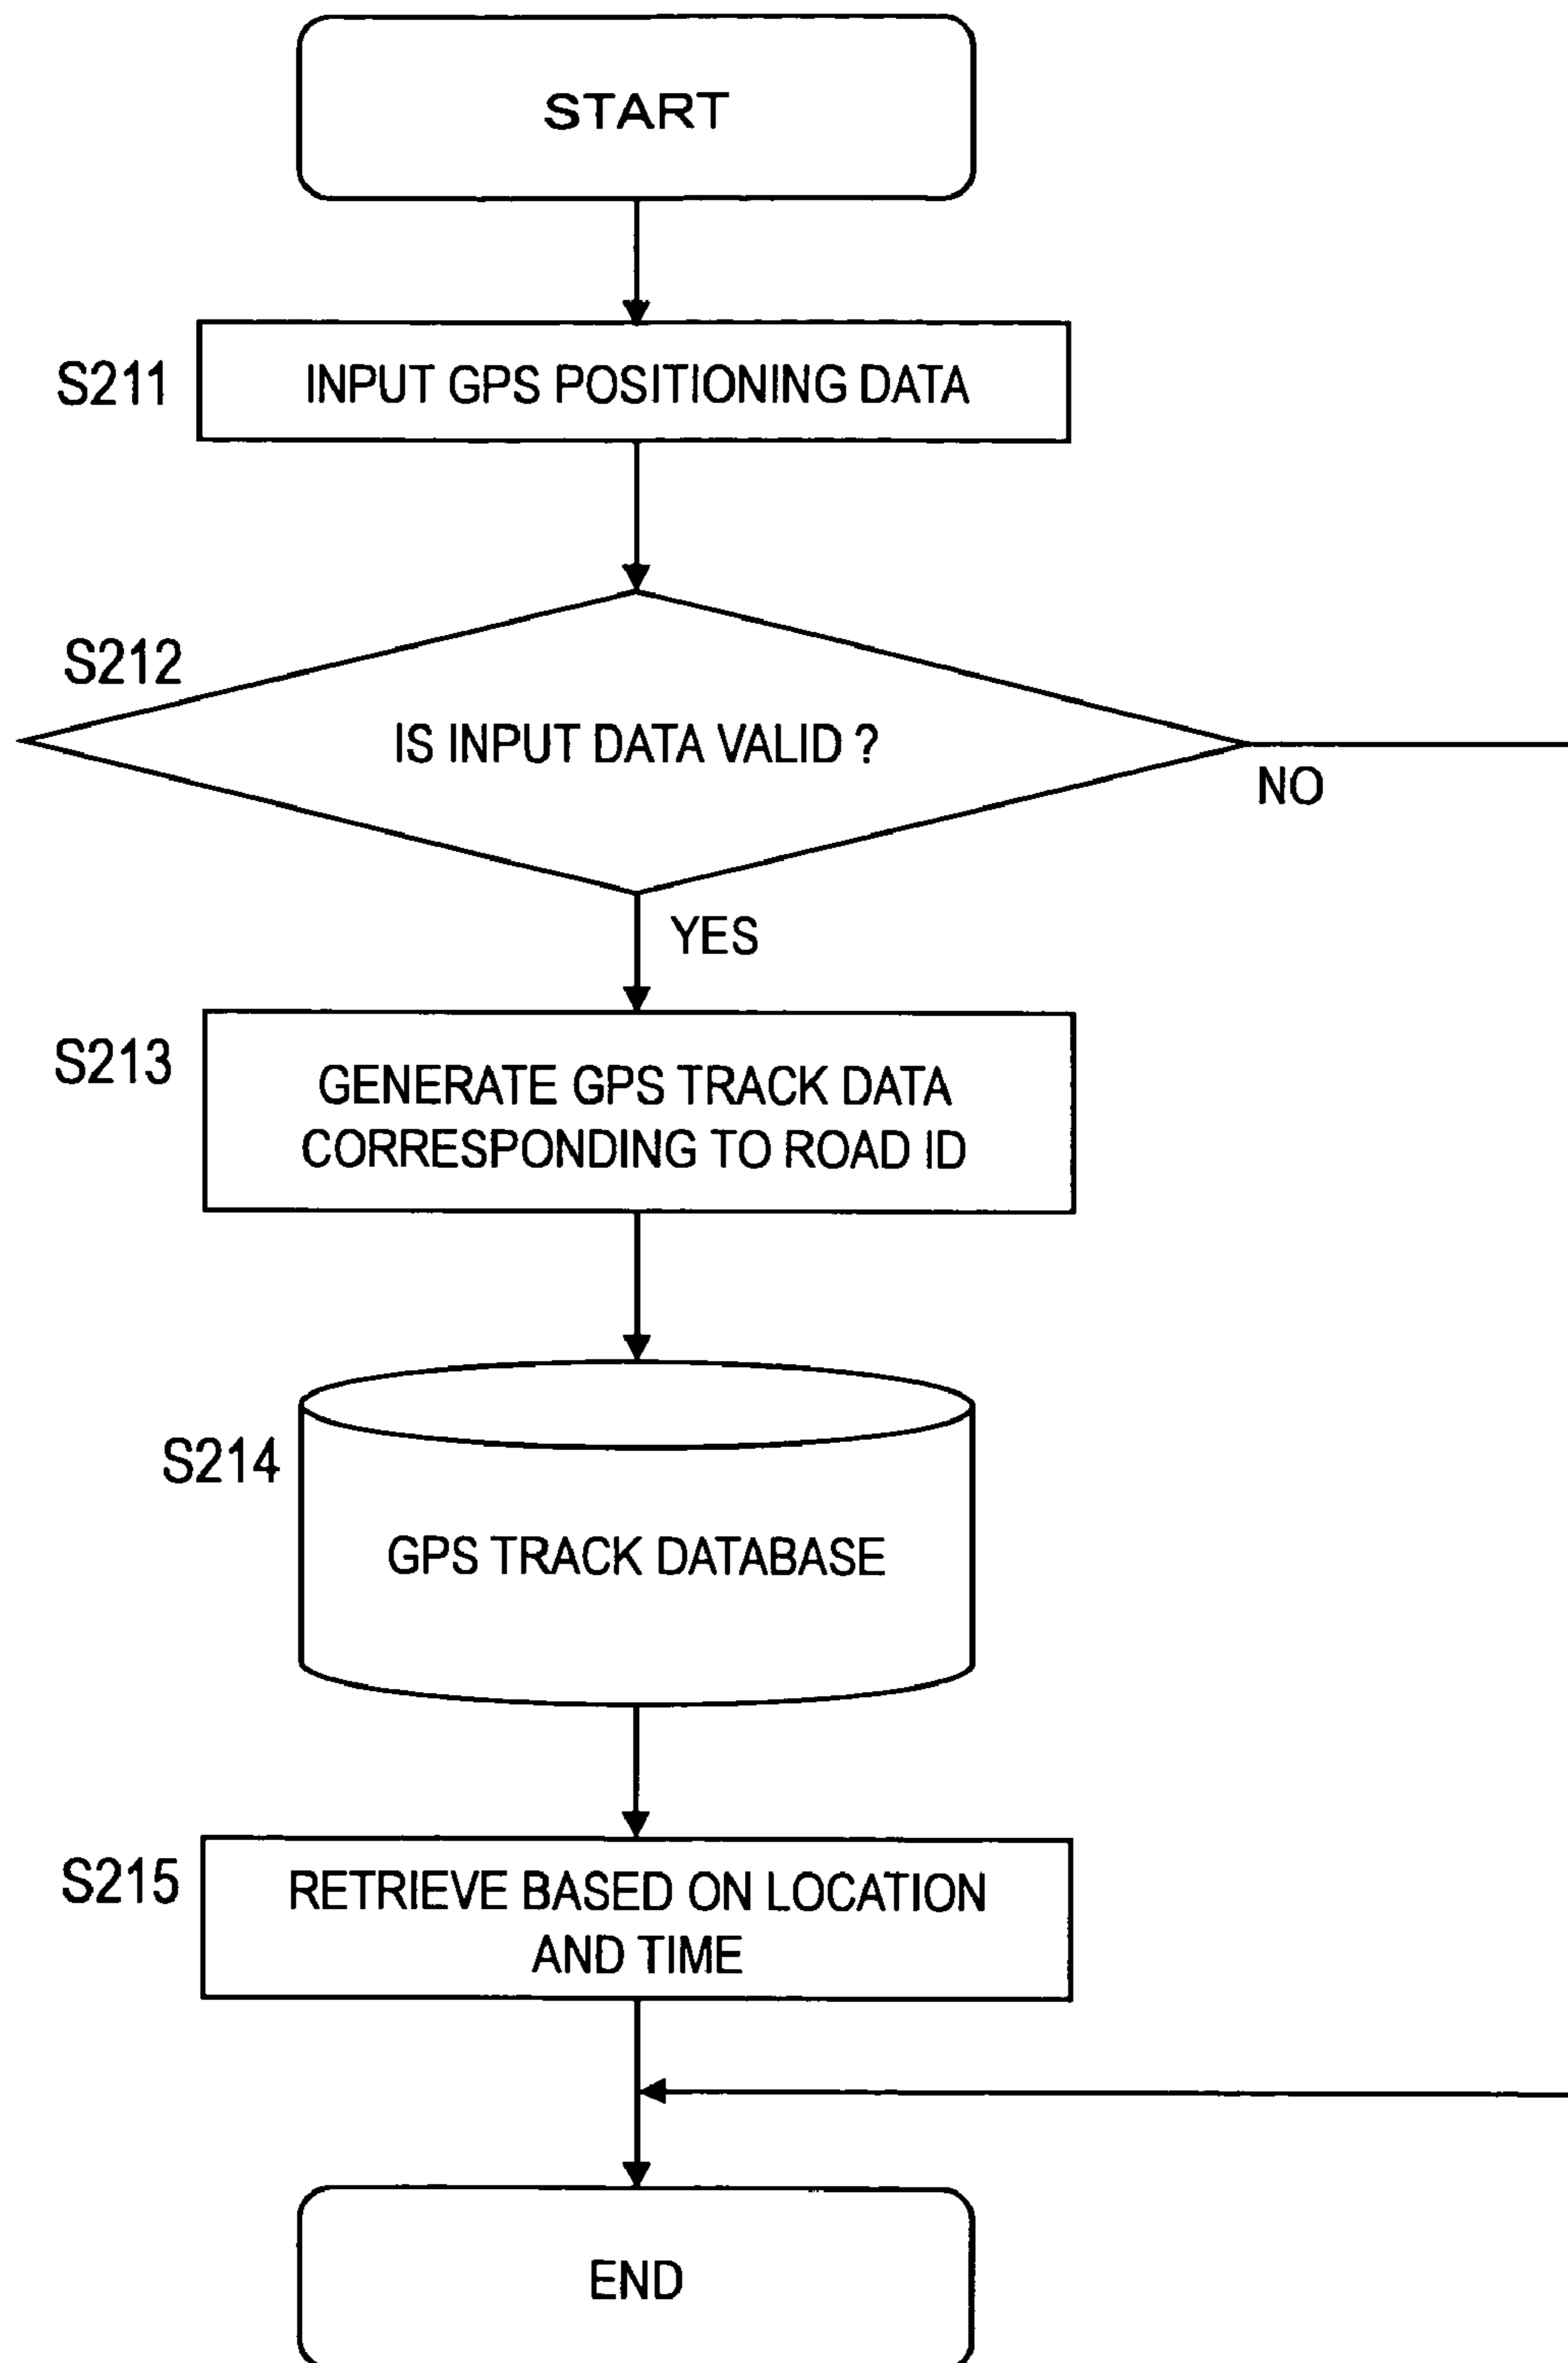 START
S211
INPUT GPS POSITIONING DATA
S212
IS INPUT DATA VALID ?
NO
YES
S213
GENERATE GPS TRACK DATA
CORRESPONDING TO ROAD ID
S214
GPS TRACK DATABASE
S215
RETRIEVE BASED ON LOCATION
AND TIME
END